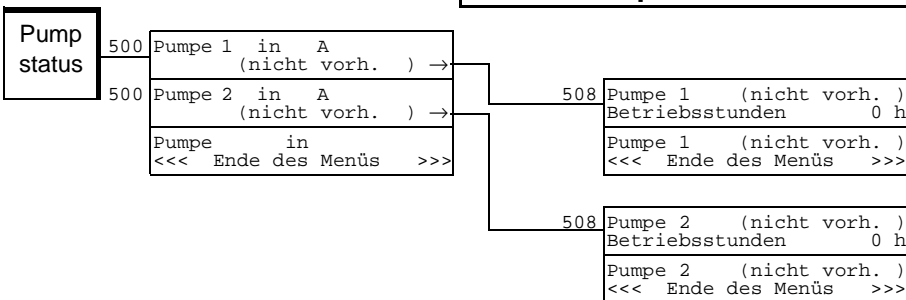 Pump
status
500 Pumpe 1 in A
(nicht vorh. ) →
500 Pumpe 2 in A
(nicht vorh. ) →
Pumpe in
<<< Ende des Menüs >>>
508 Pumpe 1 (nicht vorh. )
Betriebsstunden 0 h
Pumpe 1 (nicht vorh. )
<<< Ende des Menüs >>>
508 Pumpe 2 (nicht vorh. )
Betriebsstunden 0 h
Pumpe 2 (nicht vorh. )
<<< Ende des Menüs >>>